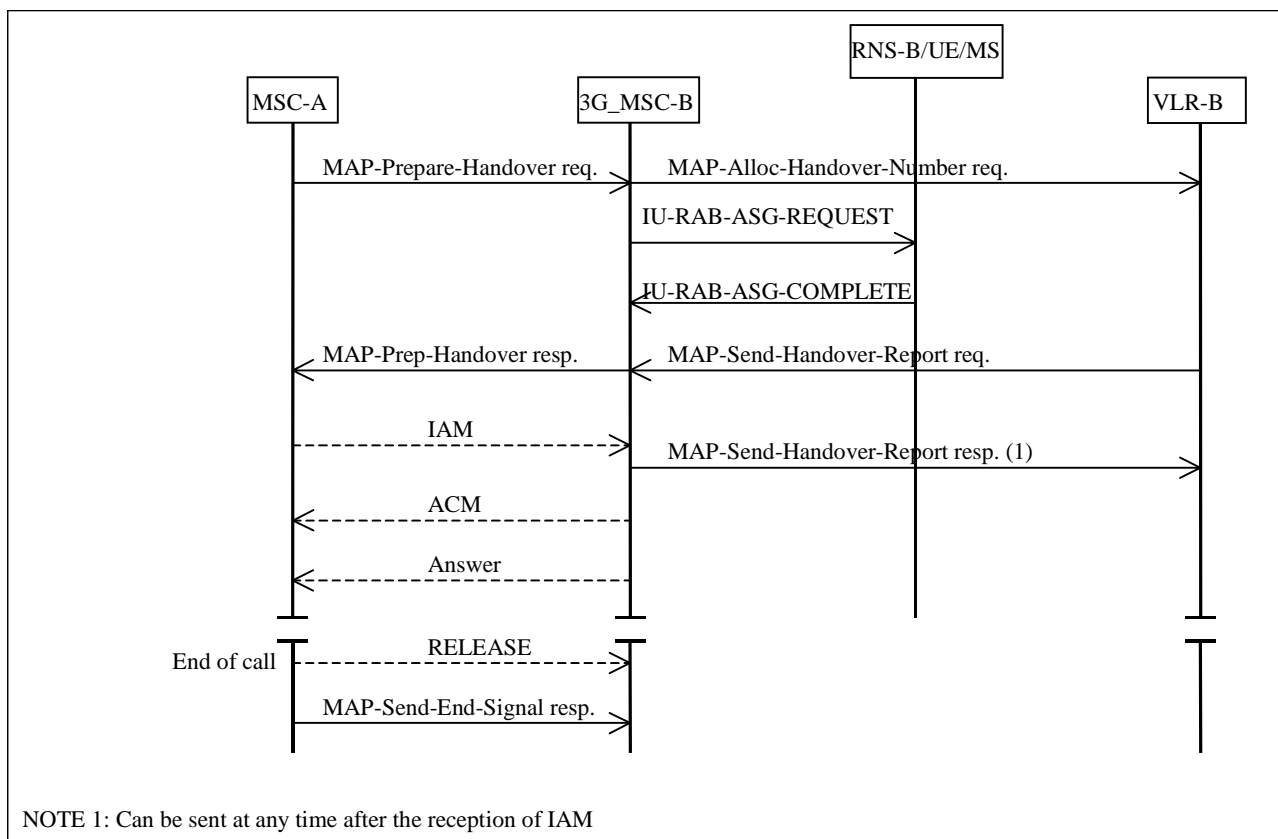 RNS-B/UE/MS
MSC-A
3G_MSC-B
VLR-B
MAP-Prepare-Handover req.
MAP-Alloc-Handover-Number req.
IU-RAB-ASG-REQUEST
IU-RAB-ASG-COMPLETE
MAP-Prep-Handover resp.
MAP-Send-Handover-Report req.
IAM
MAP-Send-Handover-Report resp. (1)
ACM
Answer
End of call
RELEASE
MAP-Send-End-Signal resp.
NOTE 1: Can be sent at any time after the reception of IAM